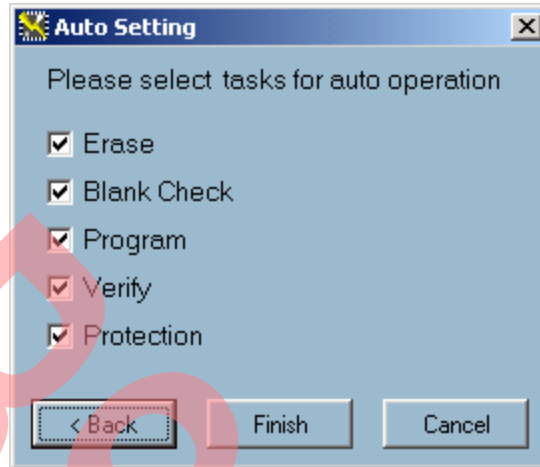 Auto Setting
Please select tasks for auto operation
Erase
Blank Check
Program
Verify
Protection
< Back
Finish
Cancel